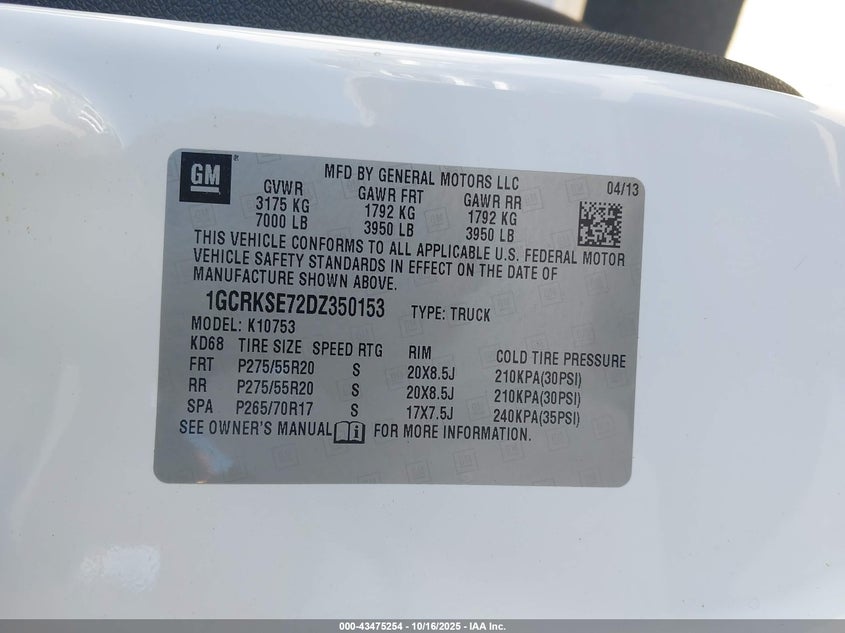 GM®
MFD BY GENERAL MOTORS LLC
04/13
GVWR GAWR FRT GAWR RR
3175 KG 1792 KG 1792 KG
7000 LB 3950 LB 3950 LB
THIS VEHICLE CONFORMS TO ALL APPLICABLE U.S. FEDERAL MOTOR
VEHICLE SAFETY STANDARDS IN EFFECT ON THE DATE OF
MANUFACTURE SHOWN ABOVE.
1GCRKSE72DZ350153 TYPE: TRUCK
MODEL: K10753
KD68 TIRE SIZE SPEED RTG RIM COLD TIRE PRESSURE
FRT P275/55R20 S 20X8.5J 210KPA(30PSI)
RR P275/55R20 S 20X8.5J 210KPA(30PSI)
SPA P265/70R17 S 17X7.5J 240KPA(35PSI)
SEE OWNER'S MANUAL i FOR MORE INFORMATION.
000-43475254 | 10/16/2025 - IAA Inc.